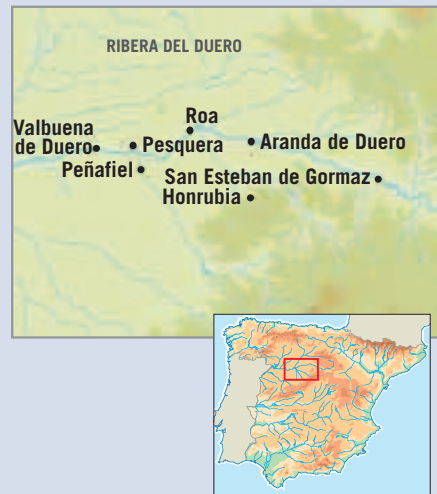 RIBERA DEL DUERO
Roa
Valbuena
de Duero
Pesquera
Aranda de Duero
Peñafiel
San Esteban de Gormaz
Honrubia